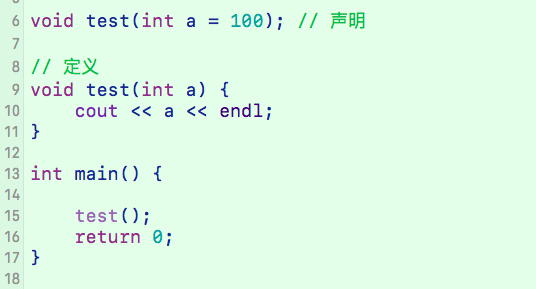 6 void test(int a = 100); // 声明
7
8 // 定义
9 void test(int a) {
10     cout << a << endl;
11 }
12
13 int main() {
14
15     test();
16     return 0;
17 }
18